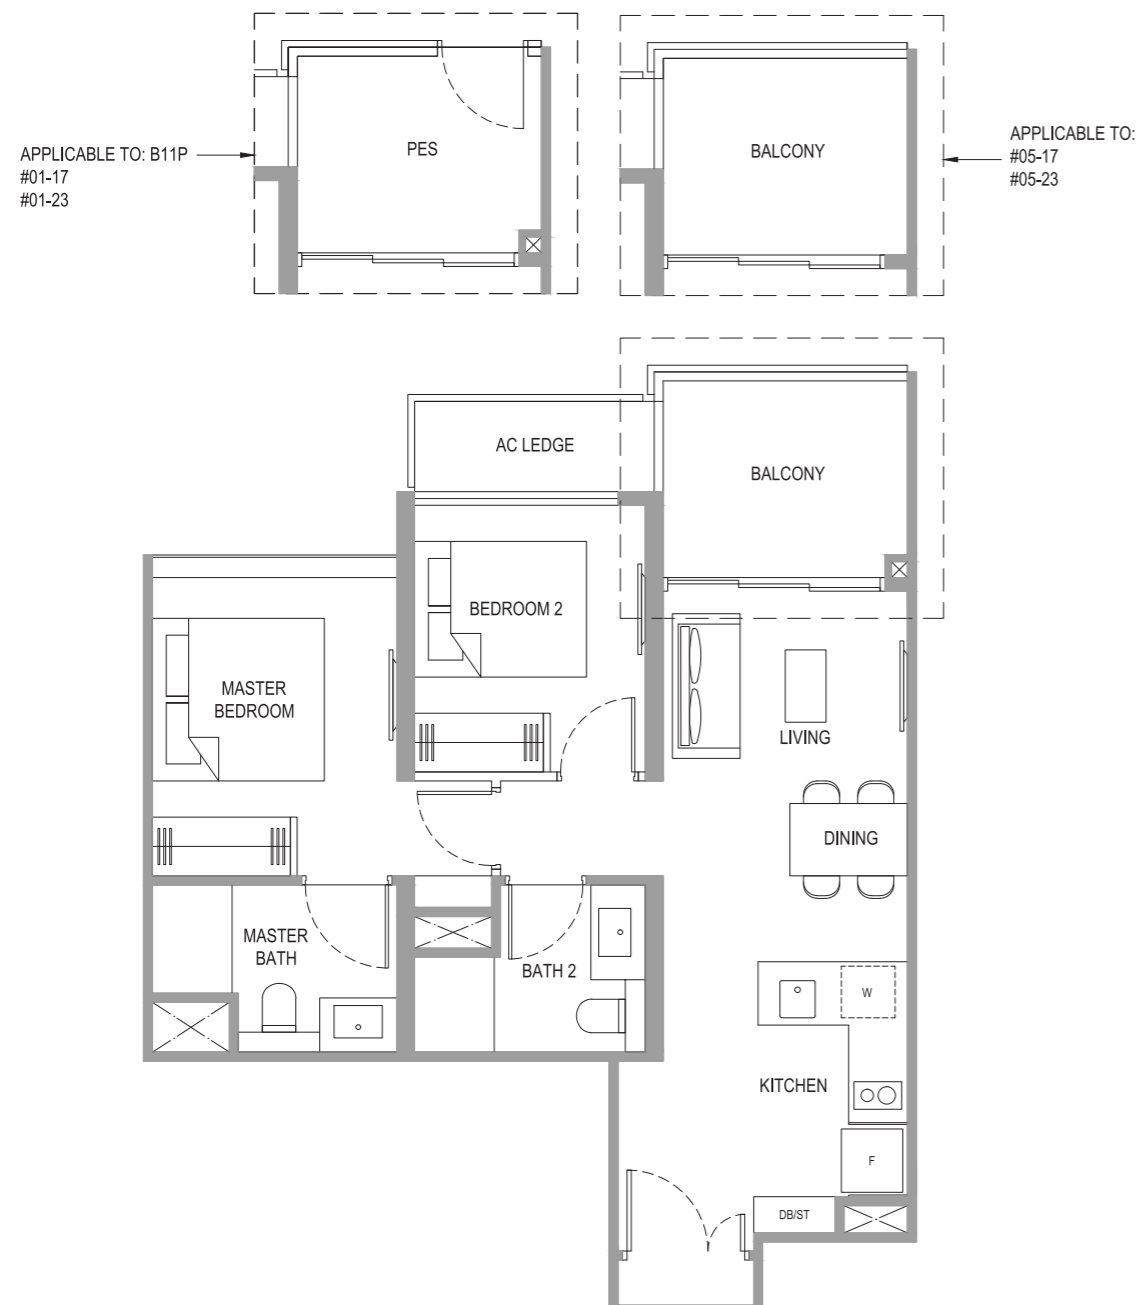 PES
BALCONY
APPLICABLE TO: B11P
#01-17
#01-23
APPLICABLE TO:
#05-17
#05-23
AC LEDGE
BALCONY
BEDROOM 2
MASTER
BEDROOM
LIVING
DINING
MASTER
BATH
BATH 2
W
KITCHEN
F
DB/ST